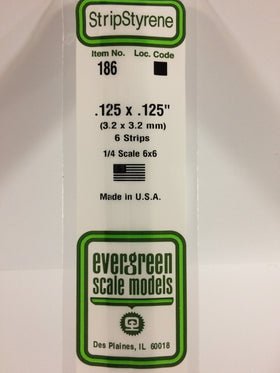 StripStyrene
Item No. Loc. Code
186
.125 x .125"
(3.2 x 3.2 mm)
6 Strips
1/4 Scale 6x6
Made in U.S.A.
evergreen
scale models
Des Plaines, IL 60018